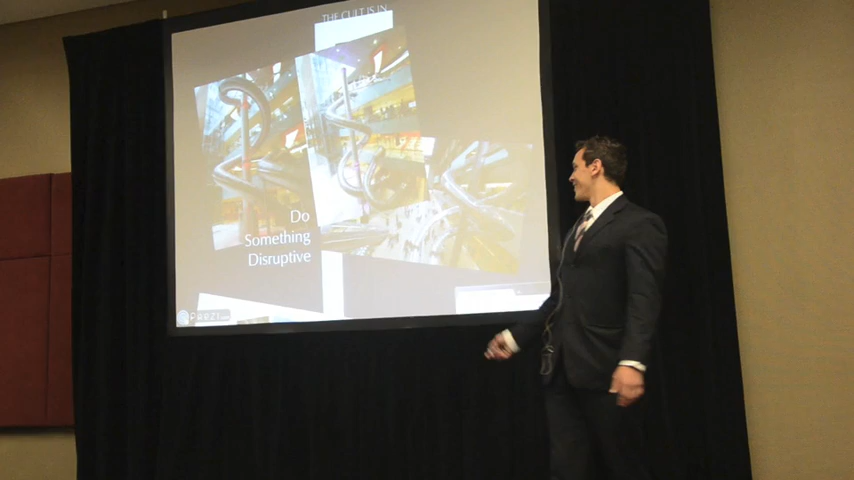 THE CULT IS IN
Do
Something
Disruptive
PREZI